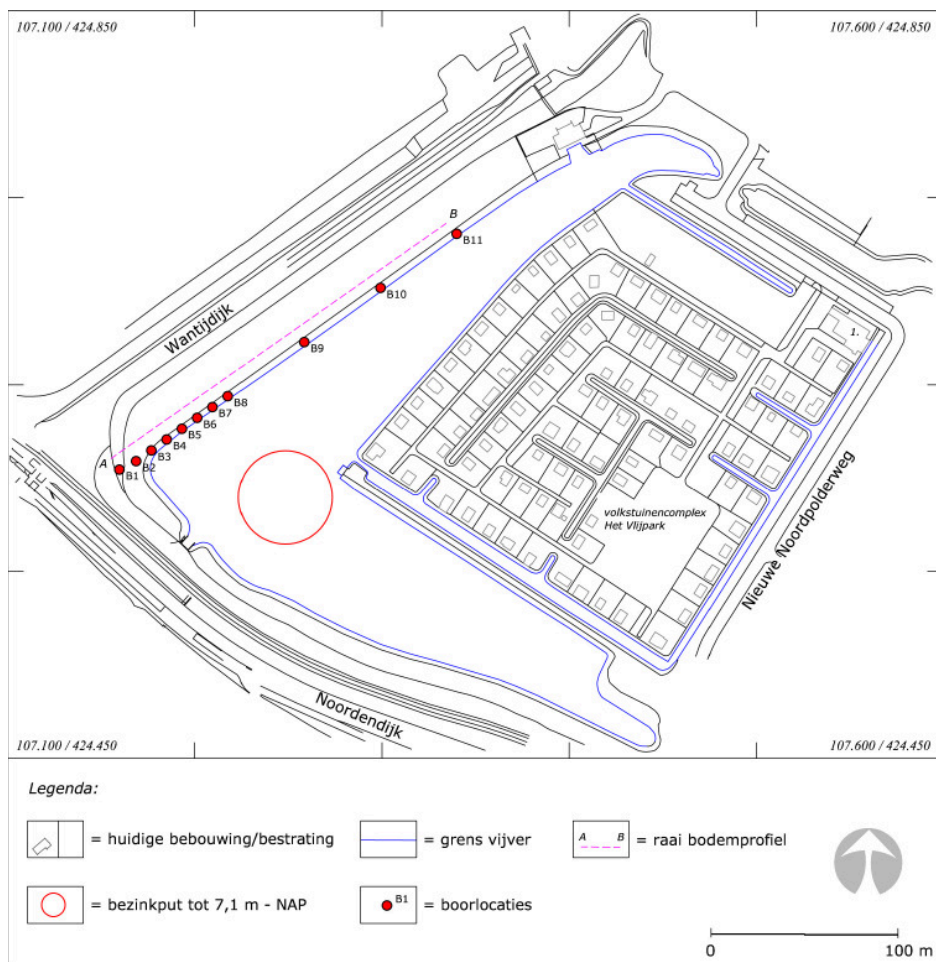 107.100 / 424.850
107.600 / 424.850
Wantijdijk
B
B11
B10
B9
B8
B7
B6
B5
B4
B3
B2
B1
A
1.
volkstuinencomplex
Het Vlijpark
Nieuwe Noordpolderweg
Noordendijk
107.100 / 424.450
107.600 / 424.450
Legenda:
= huidige bebouwing/bestrating
= grens vijver
A B
= raai bodemprofiel
= bezinkput tot 7,1 m - NAP
B1
= boorlocaties
0
100 m